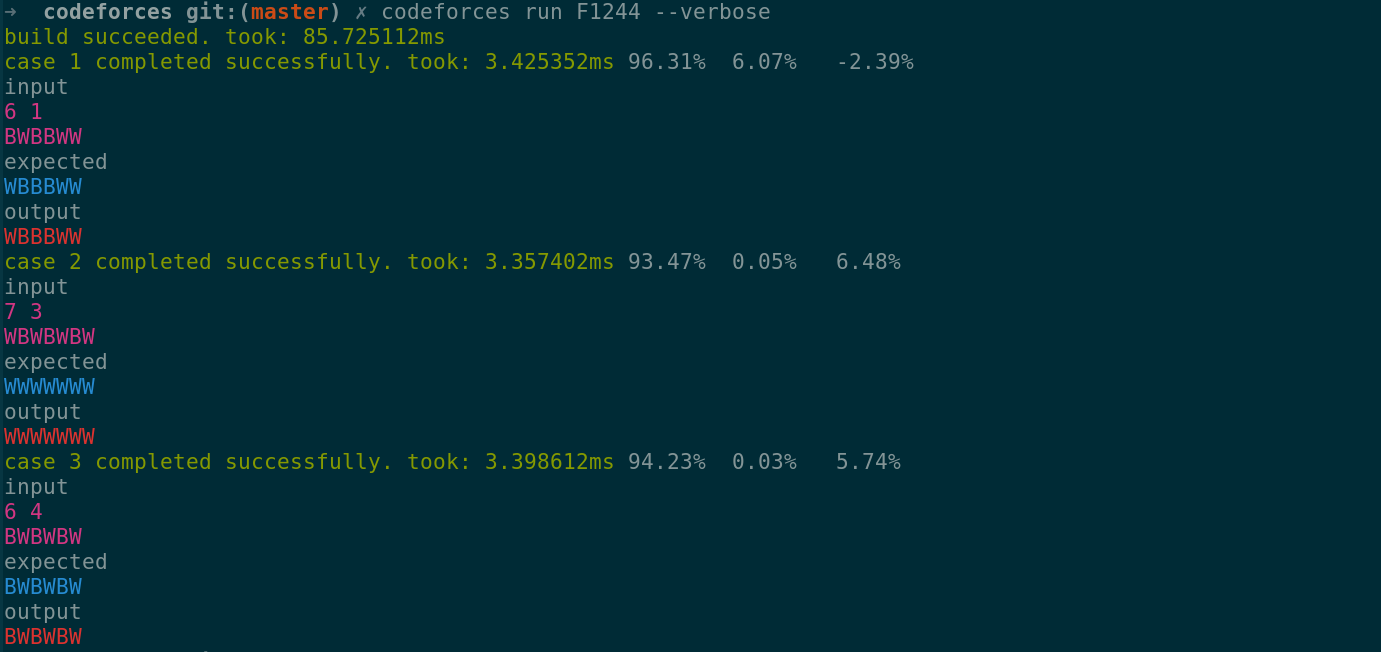 → codeforces git:(master) ✗ codeforces run F1244 --verbose
build succeeded. took: 85.725112ms
case 1 completed successfully. took: 3.425352ms 96.31% 6.07% -2.39%
input
6 1
BWBBWW
expected
WBBBWW
output
WBBBWW
case 2 completed successfully. took: 3.357402ms 93.47% 0.05% 6.48%
input
7 3
WBWBWBW
expected
WWWWWWW
output
WWWWWWW
case 3 completed successfully. took: 3.398612ms 94.23% 0.03% 5.74%
input
6 4
BWBWBW
expected
BWBWBW
output
BWBWBW